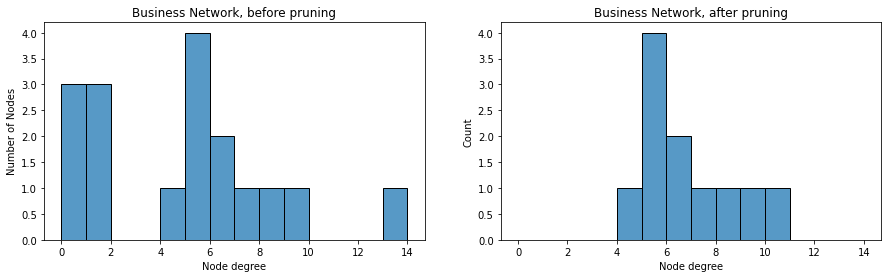 Business Network, before pruning
Number of Nodes
4.0
3.5
3.0
2.5
2.0
1.5
1.0
0.5
0.0
0 2 4 6 8 10 12 14
Node degree
Business Network, after pruning
Count
4.0
3.5
3.0
2.5
2.0
1.5
1.0
0.5
0.0
0 2 4 6 8 10 12 14
Node degree